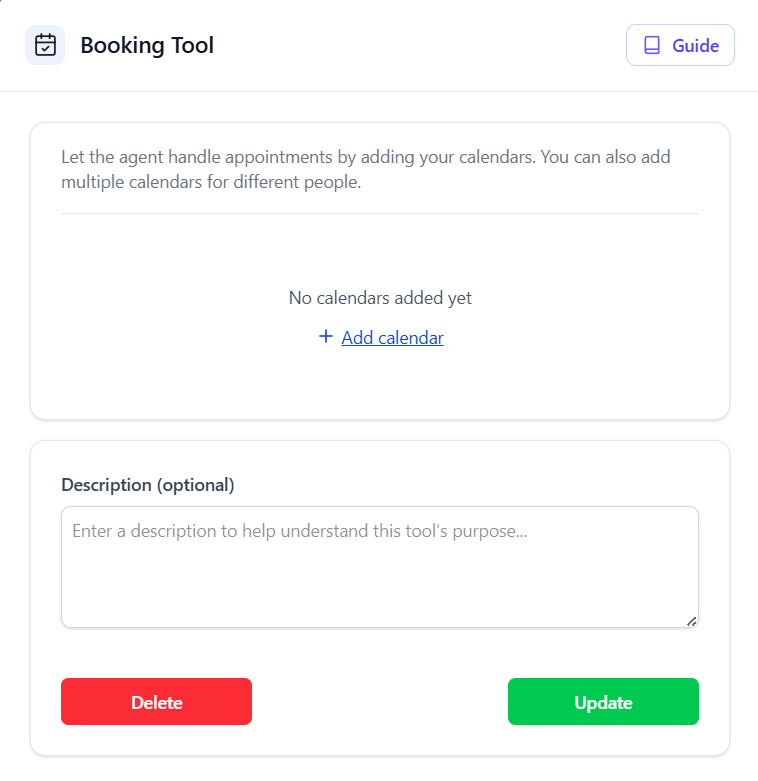 Booking Tool
Guide
Let the agent handle appointments by adding your calendars. You can also add
multiple calendars for different people.
No calendars added yet
+ Add calendar
Description (optional)
Enter a description to help understand this tool's purpose...
Delete
Update